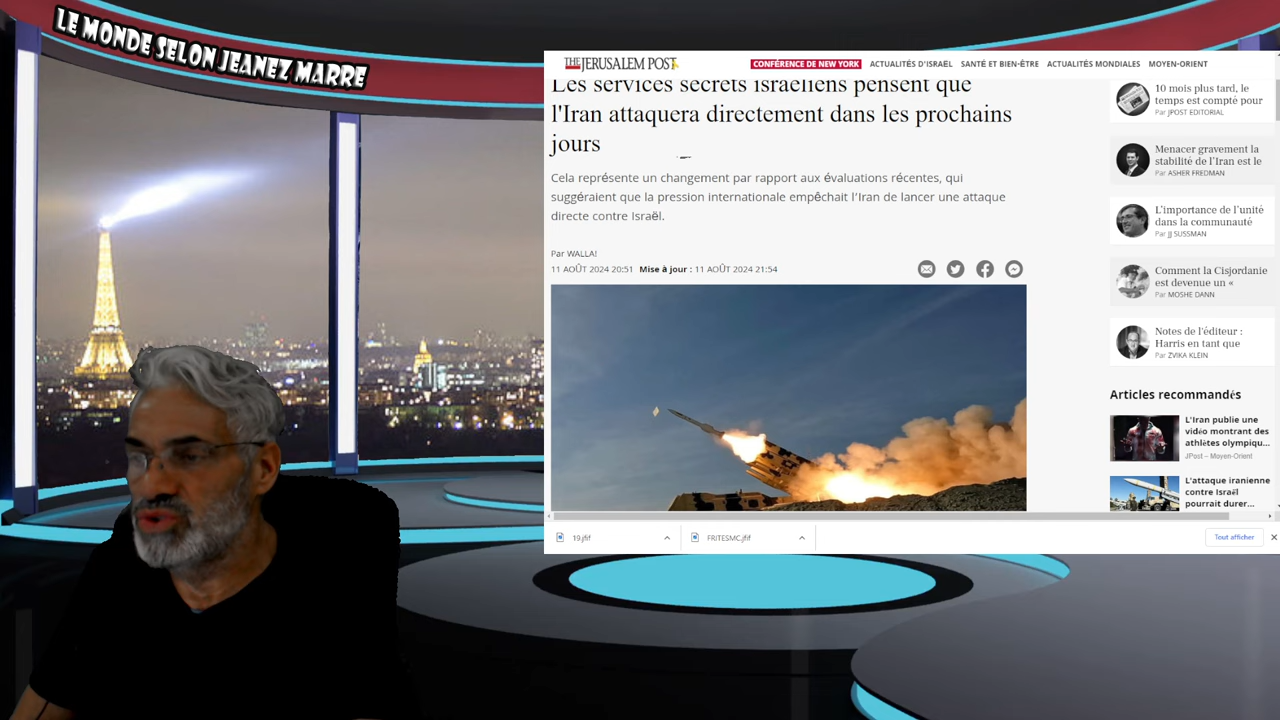 LE MONDE SELON JEANEZ MARRE
THE JERUSALEM POST
CONFÉRENCE DE NEW YORK
ACTUALITÉS D'ISRAEL
SANTÉ ET BIEN-ÊTRE
ACTUALITÉS MONDIALES
MOYEN-ORIENT
Les services secrets israéliens pensent que
l'Iran attaquera directement dans les prochains
jours
Cela représente un changement par rapport aux évaluations récentes, qui
suggéraient que la pression internationale empêchait l'Iran de lancer une attaque
directe contre Israël.
Par WALLA!
11 AOÛT 2024 20:51 Mise à jour : 11 AOÛT 2024 21:54
10 mois plus tard, le
temps est compté pour
Par JPOST EDITORIAL
Menacer gravement la
stabilité de l'Iran est le
Par ASHER FREDMAN
L'importance de l'unité
dans la communauté
Par JJ SUSSMAN
Comment la Cisjordanie
est devenue un «
Par MOSHE DANN
Notes de l'éditeur :
Harris en tant que
Par ZVIKA KLEIN
Articles recommandés
L'Iran publie une
vidéo montrant des
athlètes olympiqu...
JPost – Moyen-Orient
L'attaque iranienne
contre Israël
pourrait durer...
19.jfif
FRITESMC.jfif
Tout afficher